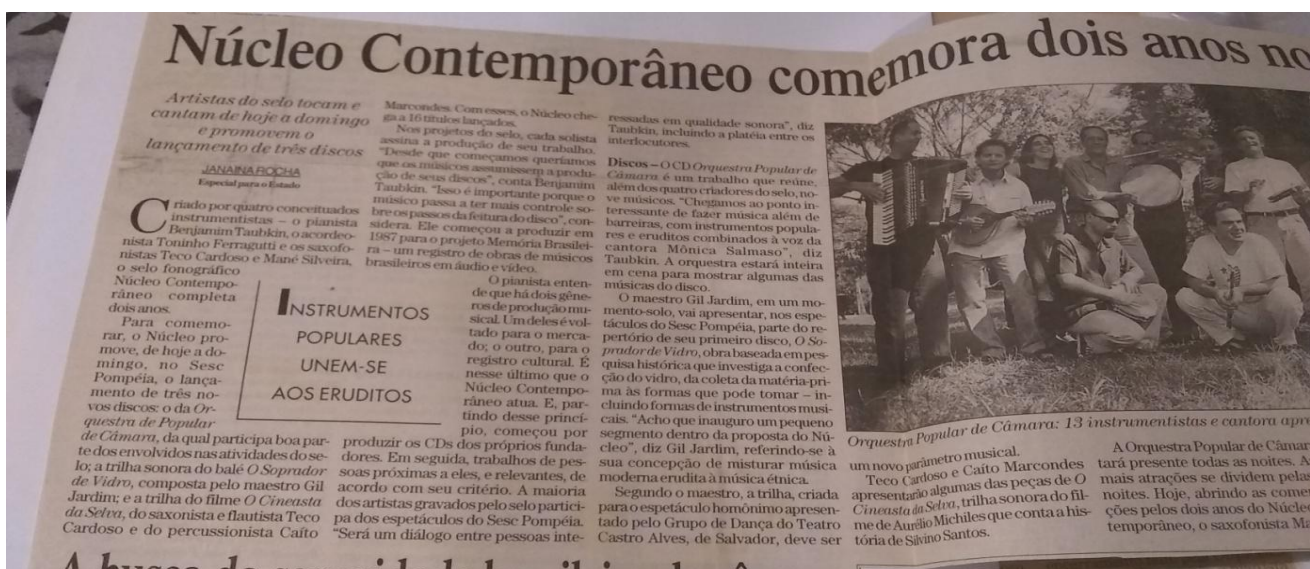 Núcleo Contemporâneo comemora dois anos no
Artistas do selo tocam e
cantam de hoje a domingo
e promovem o
lançamento de três discos
JANAINA ROCHA
Especial para o Estado
Criado por quatro conceituados
instrumentistas – o pianista
Benjamim Taubkin, o acordeo-
nista Toninho Ferragutti e os saxofo-
nistas Teco Cardoso e Mané Silveira,
o selo fonográfico
Núcleo Contempo-
râneo completa
dois anos.
Para comemo-
rar, o Núcleo pro-
move, de hoje a do-
mingo, no Sesc
Pompéia, o lança-
mento de três no-
vos discos: o da Or-
questra de Popular
de Câmara, da qual participa boa par-
te dos envolvidos nas atividades do se-
lo; a trilha sonora do balé O Soprador
de Vidro, composta pelo maestro Gil
Jardim; e a trilha do filme O Cineasta
da Selva, do saxonista e flautista Teco
Cardoso e do percussionista Caíto
Marcondes. Com esses, o Núcleo che-
ga a 16 títulos lançados.
Nos projetos do selo, cada solista
assina a produção de seu trabalho.
"Desde que começamos queríamos
que os músicos assumissem a produ-
ção de seus discos", conta Benjamim
Taubkin. "Isso é importante porque o
músico passa a ter mais controle so-
bre os passos da feitura do disco", con-
sidera. Ele começou a produzir em
1987 para o projeto Memória Brasilei-
ra – um registro de obras de músicos
brasileiros em áudio e vídeo.
O pianista enten-
de que há dois gêne-
ros de produção mu-
sical. Um deles é vol-
tado para o merca-
do; o outro, para o
registro cultural. É
nesse último que o
Núcleo Contempo-
râneo atua. E, par-
tindo desse princí-
pio, começou por
produzir os CDs dos próprios funda-
dores. Em seguida, trabalhos de pes-
soas próximas a eles, e relevantes, de
acordo com seu critério. A maioria
dos artistas gravados pelo selo partici-
pa dos espetáculos do Sesc Pompéia.
"Será um diálogo entre pessoas inte-
INSTRUMENTOS
POPULARES
UNEM-SE
AOS ERUDITOS
ressadas em qualidade sonora", diz
Taubkin, incluindo a platéia entre os
interlocutores.
Discos – O CD Orquestra Popular de
Câmara é um trabalho que reúne,
além dos quatro criadores do selo, no-
ve músicos. "Chegamos ao ponto in-
teressante de fazer música além de
barreiras, com instrumentos popula-
res e eruditos combinados à voz da
cantora Mônica Salmaso", diz
Taubkin. A orquestra estará inteira
em cena para mostrar algumas das
músicas do disco.
O maestro Gil Jardim, em um mo-
mento-solo, vai apresentar, nos espe-
táculos do Sesc Pompéia, parte do re-
pertório de seu primeiro disco, O So-
prador de Vidro, obra baseada em pes-
quisa histórica que investiga a confec-
ção do vidro, da coleta da matéria-pri-
ma às formas que pode tomar – in-
cluindo formas de instrumentos musi-
cais. "Acho que inauguro um pequeno
segmento dentro da proposta do Nú-
cleo", diz Gil Jardim, referindo-se à
sua concepção de misturar música
moderna erudita à música étnica.
Segundo o maestro, a trilha, criada
para o espetáculo homônimo apresen-
tado pelo Grupo de Dança do Teatro
Castro Alves, de Salvador, deve ser
Orquestra Popular de Câmara: 13 instrumentistas e cantora apre
um novo parâmetro musical.
Teco Cardoso e Caíto Marcondes
apresentarão algumas das peças de O
Cineasta da Selva, trilha sonora do fil-
me de Aurélio Michiles que conta a his-
tória de Silvino Santos.
A Orquestra Popular de Câmar
tará presente todas as noites. A
mais atrações se dividem pelas
noites. Hoje, abrindo as come
ções pelos dois anos do Núcle
temporâneo, o saxofonista Ma